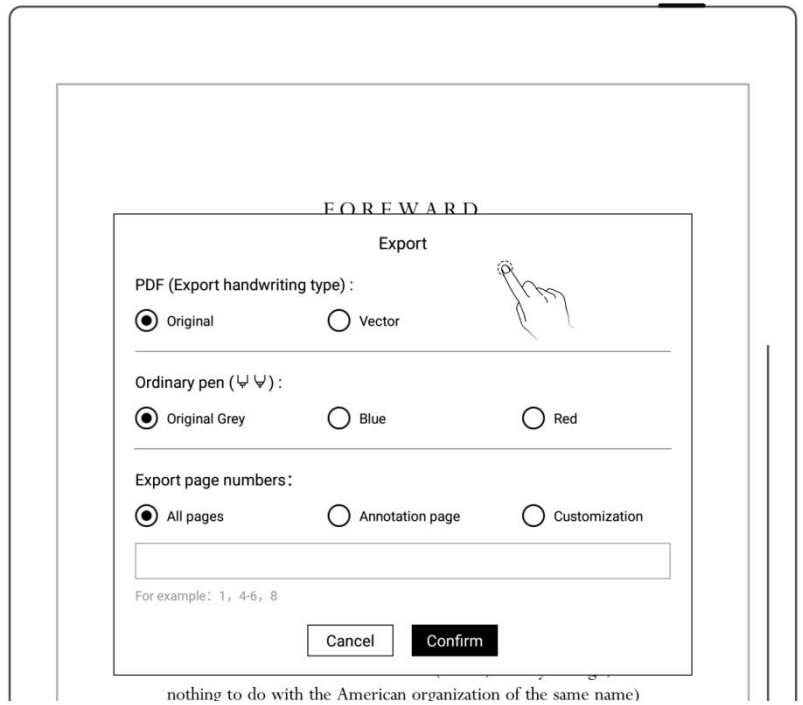 FOREWARD
Export
PDF (Export handwriting type) :
Original Vector
Ordinary pen ( ) :
Original Grey Blue Red
Export page numbers：
All pages Annotation page Customization
For example：1，4-6，8
Cancel Confirm
nothing to do with the American organization of the same name)